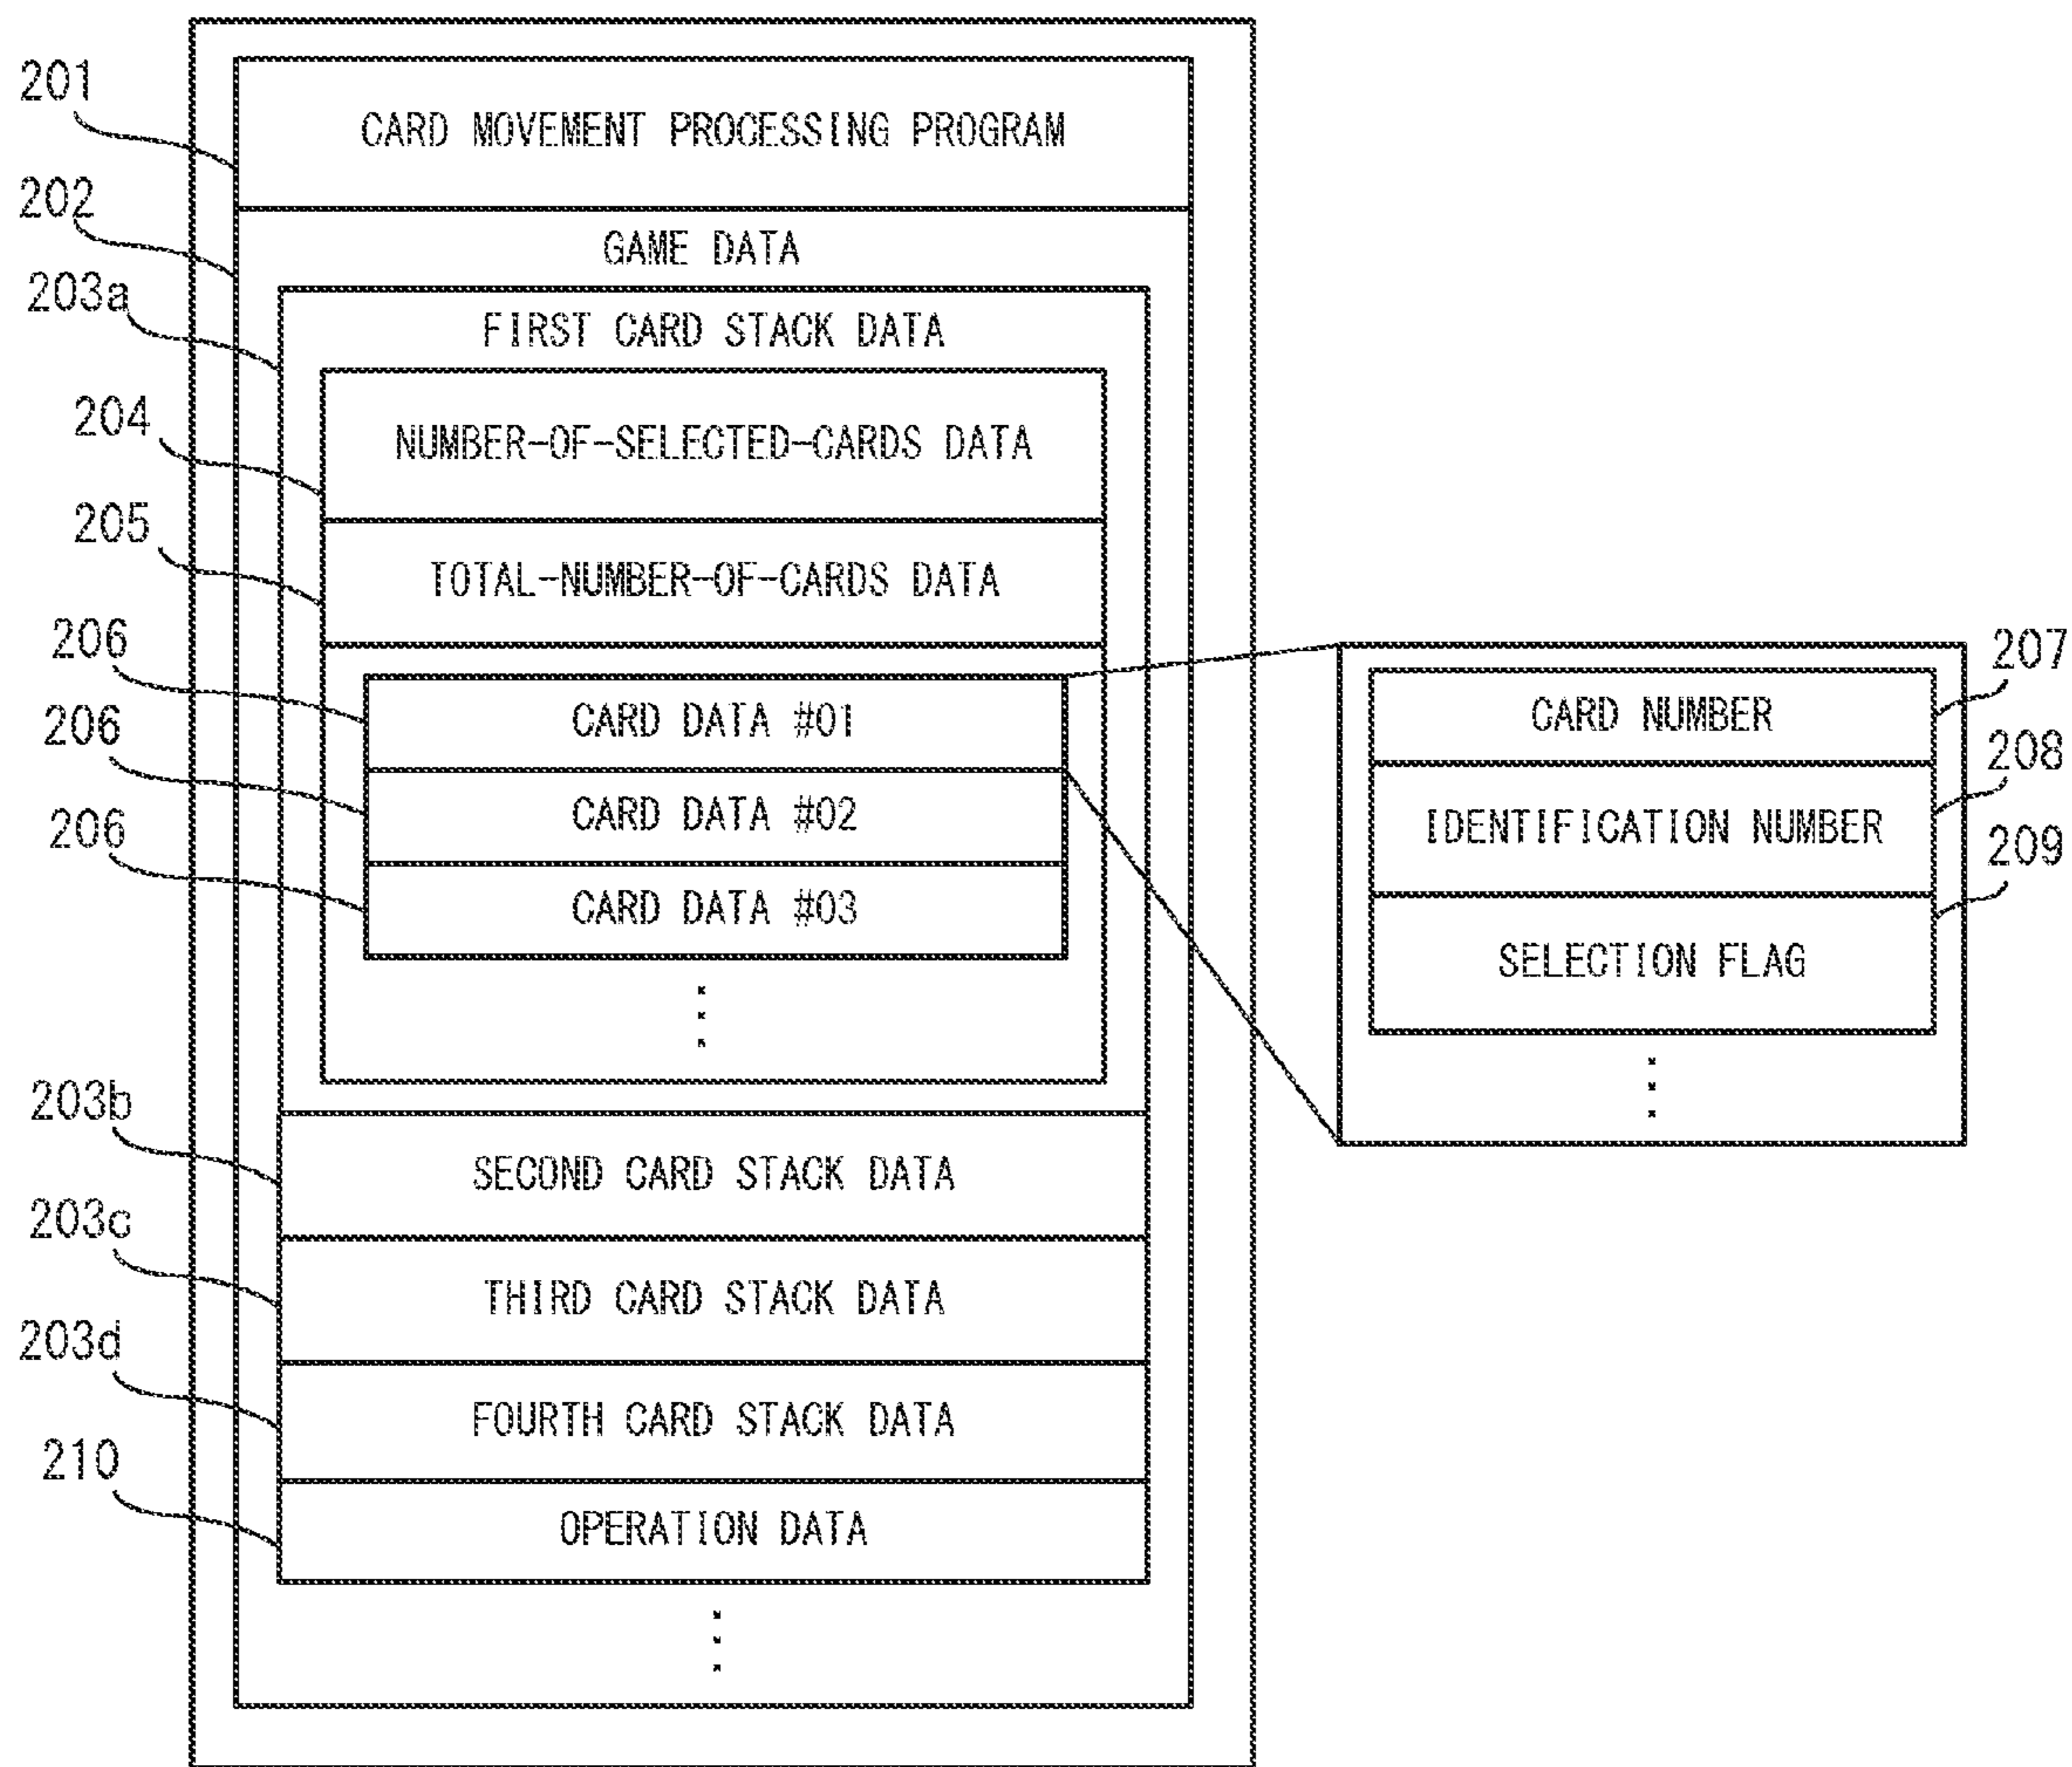 201
CARD MOVEMENT PROCESSING PROGRAM
202
GAME DATA
203a
FIRST CARD STACK DATA
204
NUMBER-OF-SELECTED-CARDS DATA
205
TOTAL-NUMBER-OF-CARDS DATA
206
CARD DATA #01
206
CARD DATA #02
206
CARD DATA #03
207
CARD NUMBER
208
IDENTIFICATION NUMBER
209
SELECTION FLAG
203b
SECOND CARD STACK DATA
203c
THIRD CARD STACK DATA
203d
FOURTH CARD STACK DATA
210
OPERATION DATA